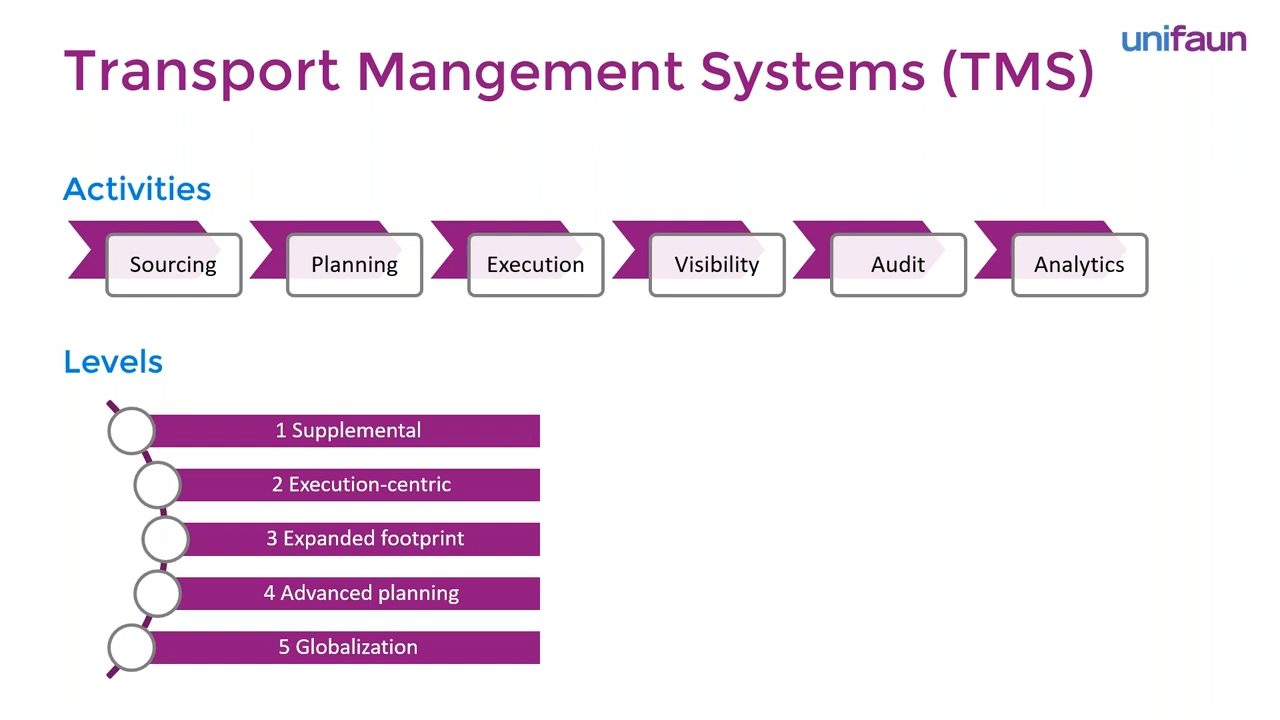 unifaun
Transport Mangement Systems (TMS)
Activities
Sourcing
Planning
Execution
Visibility
Audit
Analytics
Levels
1 Supplemental
2 Execution-centric
3 Expanded footprint
4 Advanced planning
5 Globalization